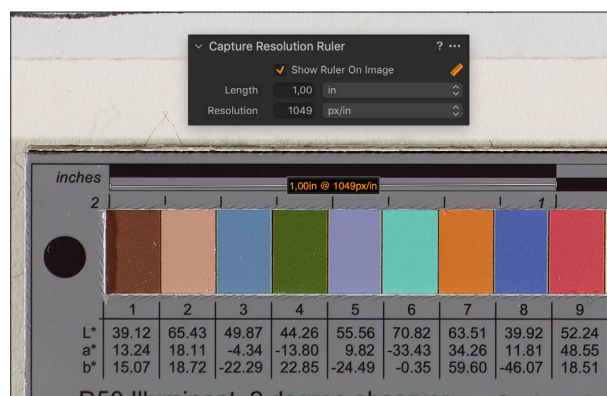 Capture Resolution Ruler ? ...
Show Ruler On Image
Length 1,00 in
Resolution 1049 px/in
inches
1,00in @ 1049px/in
2 1
1 2 3 4 5 6 7 8 9
L* 39.12 65.43 49.87 44.26 55.56 70.82 63.51 39.92 52.24
a* 13.24 18.11 -4.34 -13.80 9.82 -33.43 34.26 11.81 48.55
b* 15.07 18.72 -22.29 22.85 -24.49 -0.35 59.60 -46.07 18.51